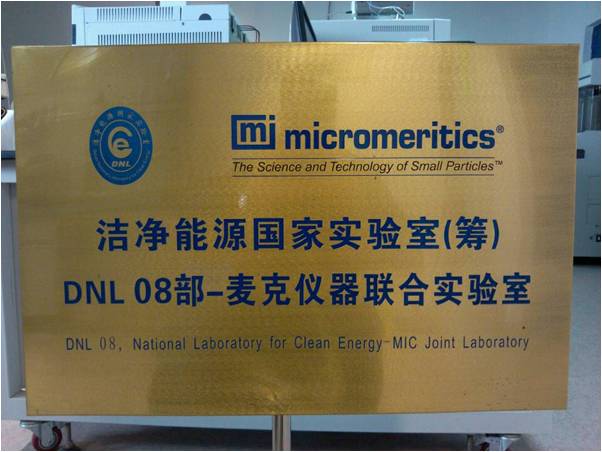 DNL
mi micromeritics®
The Science and Technology of Small Particles™
洁净能源国家实验室(筹)
DNL 08部-麦克仪器联合实验室
DNL 08, National Laboratory for Clean Energy-MIC Joint Laboratory